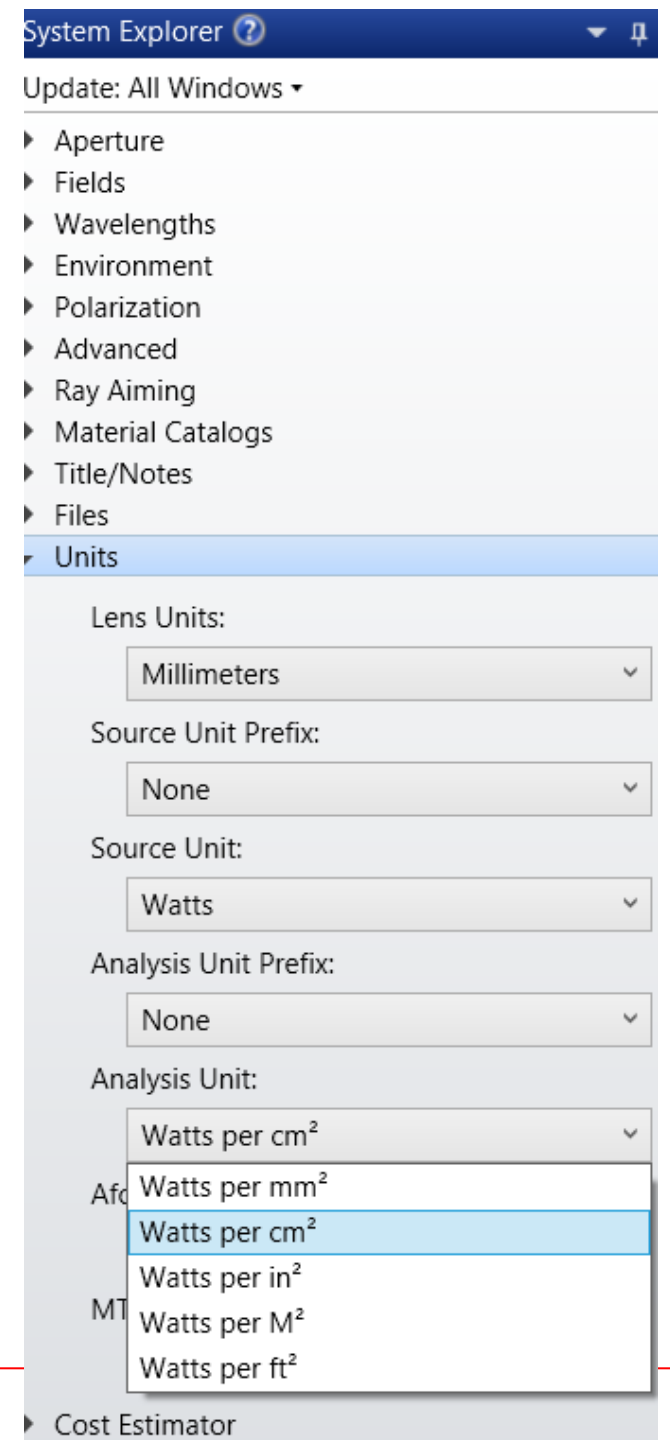 System Explorer ?
Update: All Windows
Aperture
Fields
Wavelengths
Environment
Polarization
Advanced
Ray Aiming
Material Catalogs
Title/Notes
Files
Units
Lens Units:
Millimeters
Source Unit Prefix:
None
Source Unit:
Watts
Analysis Unit Prefix:
None
Analysis Unit:
Watts per cm²
Afo
Watts per mm²
Watts per cm²
Watts per in²
MT
Watts per M²
Watts per ft²
Cost Estimator